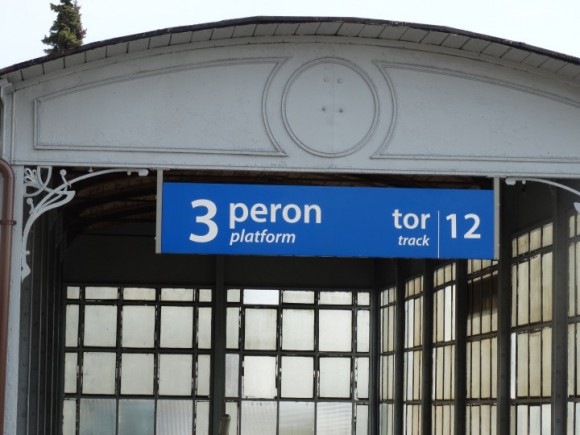 3 peron tor 12
platform track